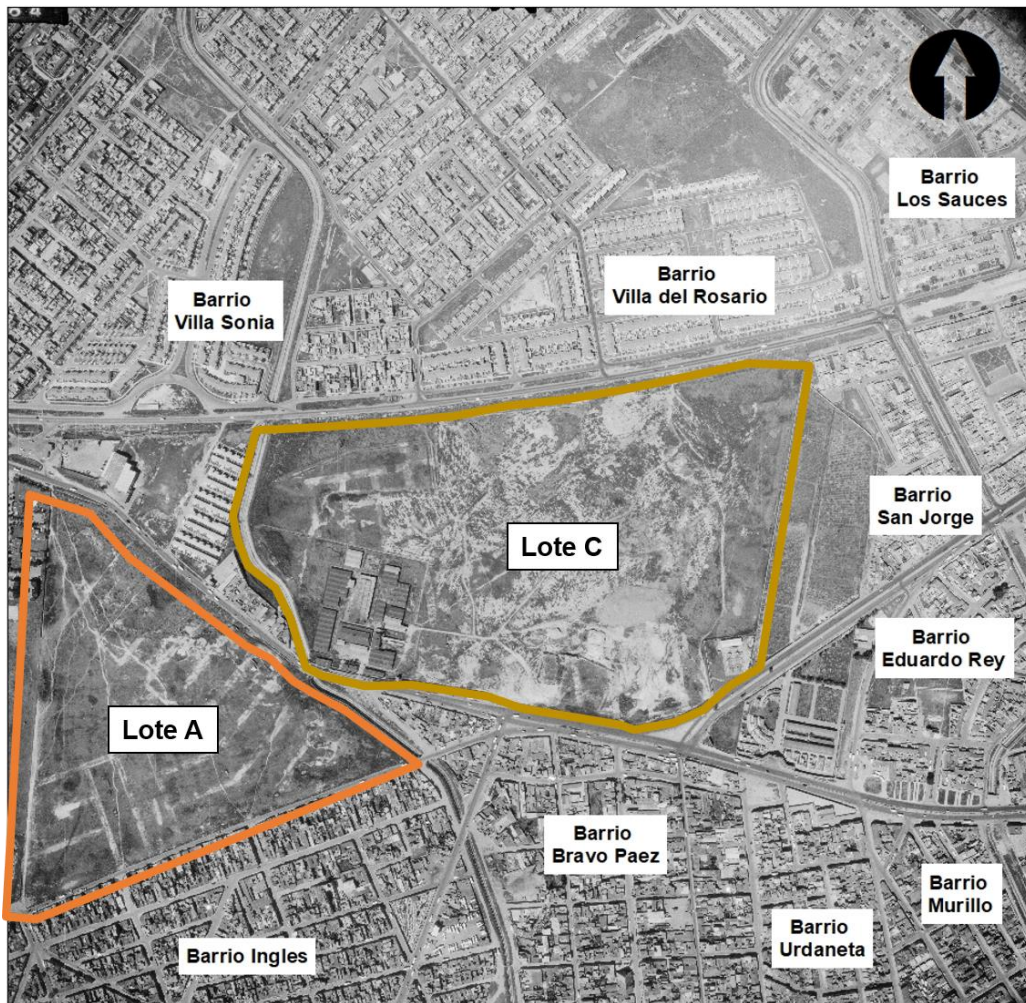 Barrio
Los Sauces
Barrio
Villa del Rosario
Barrio
Villa Sonia
Barrio
San Jorge
Lote C
Barrio
Eduardo Rey
Lote A
Barrio
Bravo Paez
Barrio
Murillo
Barrio
Urdaneta
Barrio Ingles